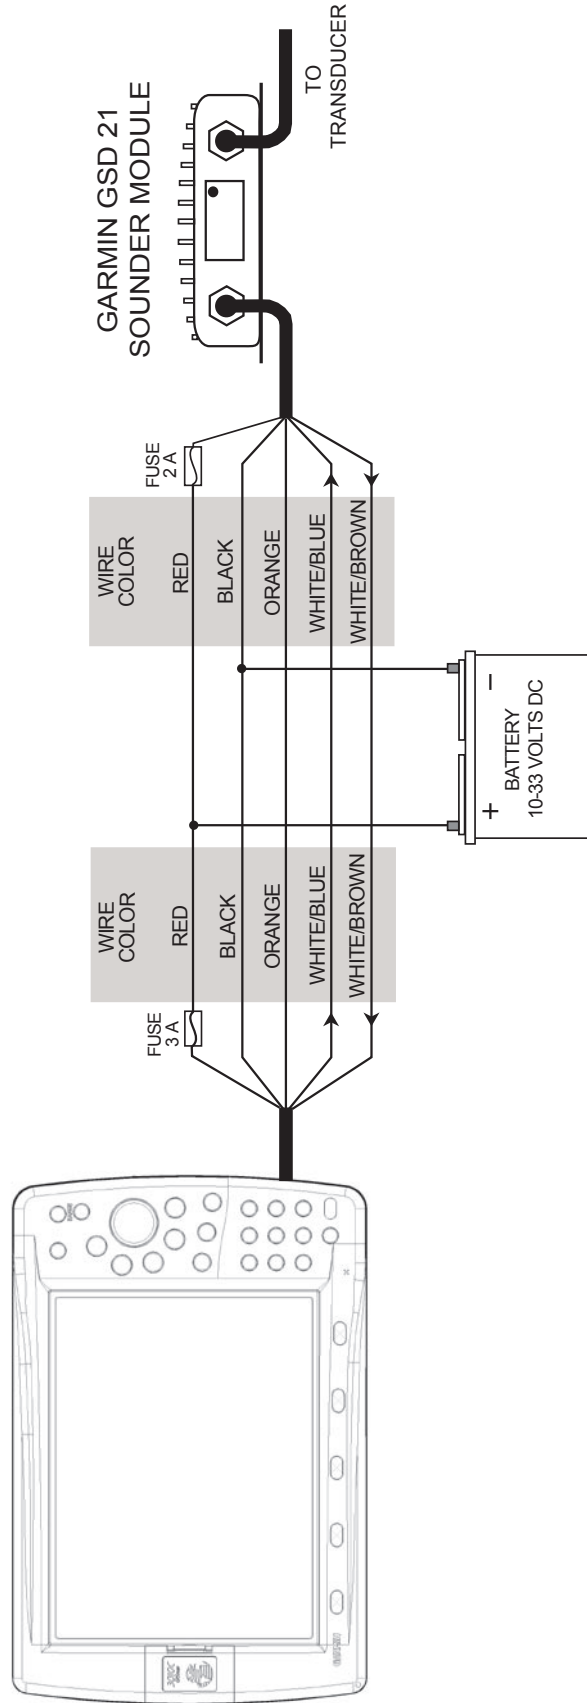 GARMIN GSD 21
SOUNDER MODULE
TO
TRANSDUCER
FUSE
2 A
WIRE
COLOR
RED
BLACK
ORANGE
WHITE/BLUE
WHITE/BROWN
+
-
BATTERY
10-33 VOLTS DC
WIRE
COLOR
RED
BLACK
ORANGE
WHITE/BLUE
WHITE/BROWN
FUSE
3 A
GARMIN